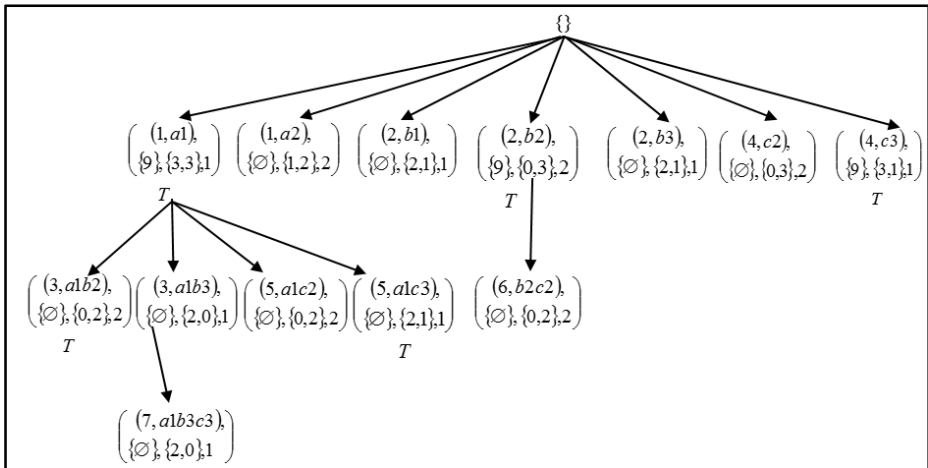 {}
(1, a1), (1, a2), (2, b1), (2, b2), (2, b3), (4, c2), (4, c3),
{9},{3,3},1 {∅},{1,2},2 {∅},{2,1},1 {9},{0,3},2 {∅},{2,1},1 {∅},{0,3},2 {9},{3,1},1
T T T
(3, a1b2), (3, a1b3), (5, a1c2), (5, a1c3), (6, b2c2),
{∅},{0,2},2 {∅},{2,0},1 {∅},{0,2},2 {∅},{2,1},1 {∅},{0,2},2
T T
(7, a1b3c3),
{∅},{2,0},1